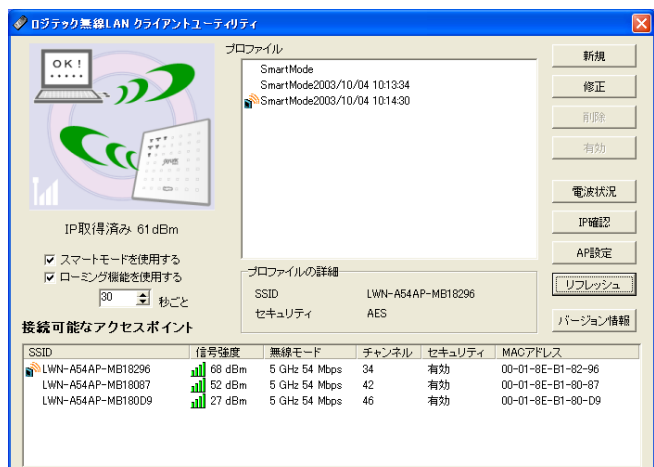 ロジテック無線LAN クライアントユーティリティ
OK!
IP取得済み 61dBm
スマートモードを使用する
ローミング機能を使用する
30 秒ごと
プロファイル
SmartMode
SmartMode2003/10/04 10:13:34
SmartMode2003/10/04 10:14:30
プロファイルの詳細
SSID LWN-A54AP-MB18296
セキュリティ AES
新規
修正
削除
有効
電波状況
IP確認
AP設定
リフレッシュ
バージョン情報
接続可能なアクセスポイント
SSID 信号強度 無線モード チャンネル セキュリティ MACアドレス
LWN-A54AP-MB18296 68 dBm 5 GHz 54 Mbps 34 有効 00-01-8E-B1-82-96
LWN-A54AP-MB18087 52 dBm 5 GHz 54 Mbps 42 有効 00-01-8E-B1-80-87
LWN-A54AP-MB180D9 27 dBm 5 GHz 54 Mbps 46 有効 00-01-8E-B1-80-D9